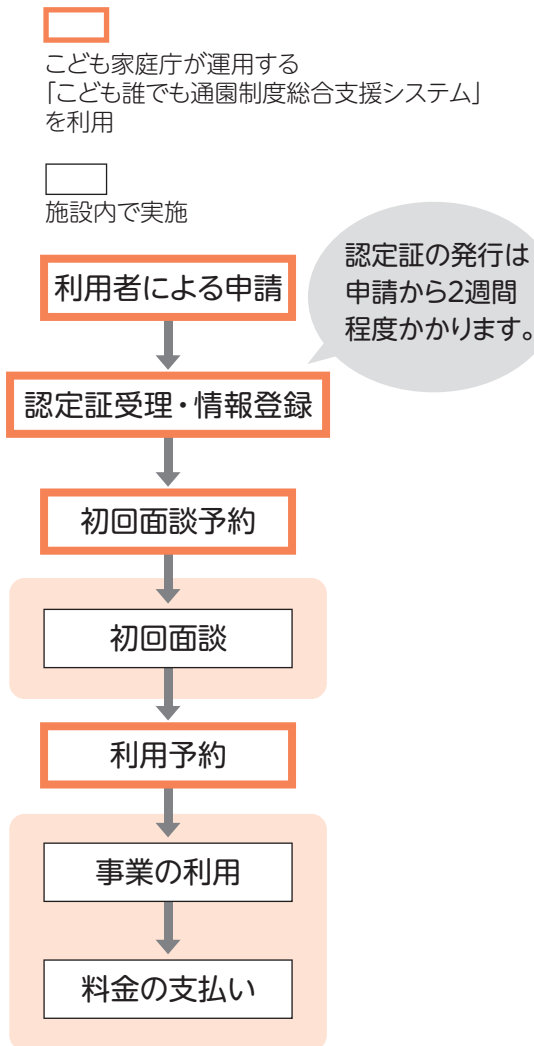 こども家庭庁が運用する
「こども誰でも通園制度総合支援システム」
を利用
施設内で実施
利用者による申請
認定証の発行は
申請から2週間
程度かかります。
認定証受理・情報登録
初回面談予約
初回面談
利用予約
事業の利用
料金の支払い